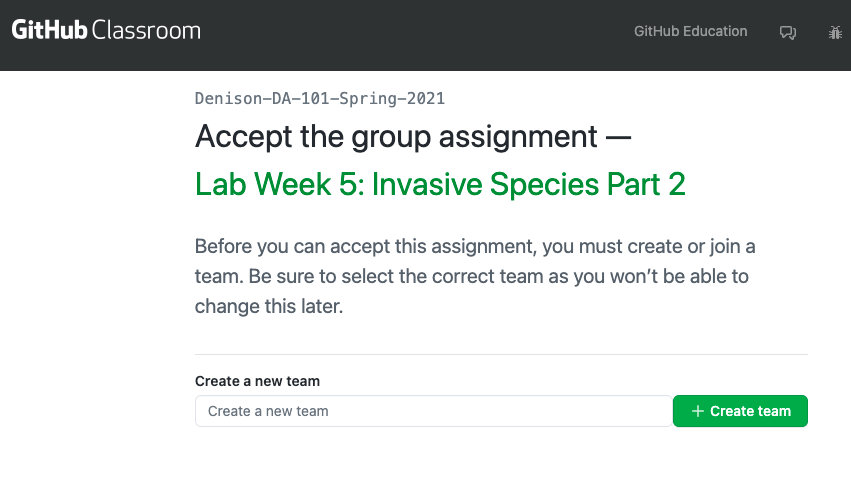 GitHub Classroom
GitHub Education
Denison-DA-101-Spring-2021
Accept the group assignment —
Lab Week 5: Invasive Species Part 2
Before you can accept this assignment, you must create or join a
team. Be sure to select the correct team as you won’t be able to
change this later.
Create a new team
Create a new team
+ Create team